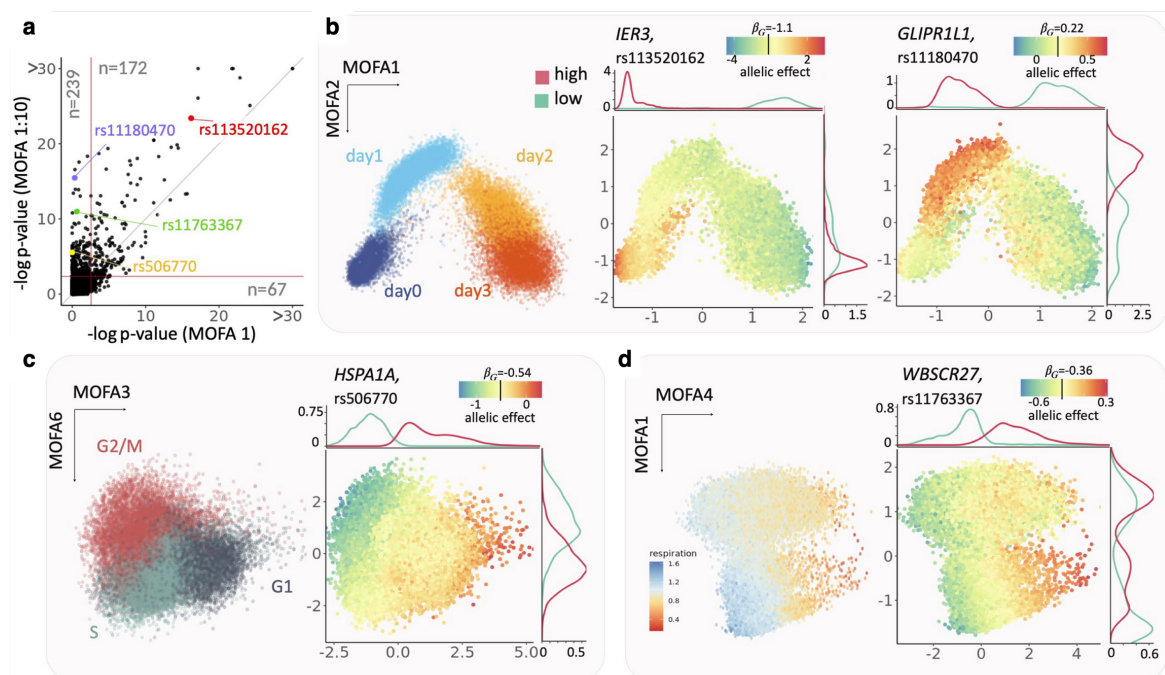 a
-log p-value (MOFA 1:10)
>30
20
10
0
n=239
n=172
rs11180470
rs113520162
rs11763367
rs506770
n=67
0
10
20
>30
-log p-value (MOFA 1)
b
MOFA1
MOFA2
high
low
day1
day2
day0
day3
IER3,
rs113520162
βG=-1.1
-4
2
allelic effect
4
0
2
1
0
-1
-2
-1
0
1
2
0
1.5
GLIPR1L1,
rs11180470
βG=0.22
0
0.5
allelic effect
1
0
2
1
0
-1
-2
-1
0
1
2
0
2.5
c
MOFA3
MOFA6
G2/M
G1
S
HSPA1A,
rs506770
βG=-0.54
-1
0
allelic effect
0.75
0
2
0
-2
-2.5
0.0
2.5
5.0
0
0.5
d
MOFA4
MOFA1
respiration
1.6
1.2
0.8
0.4
WBSCR27,
rs11763367
βG=-0.36
-0.6
0.3
allelic effect
0.8
0
2
1
0
-1
-2
0
2
4
0
0.6